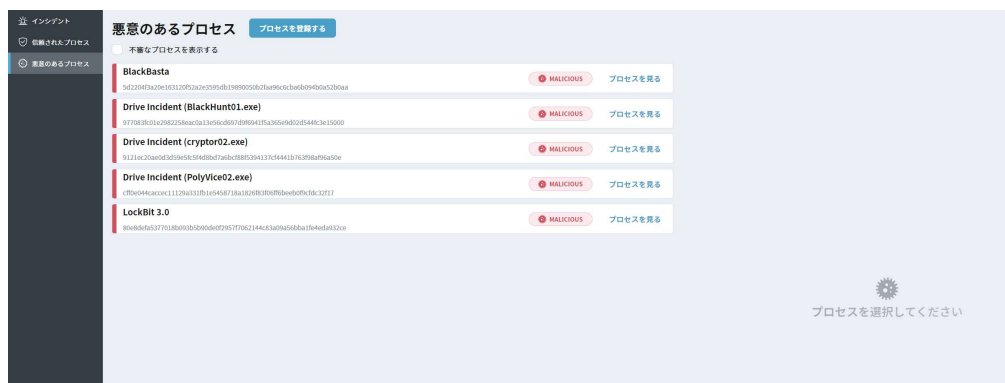 インシデント
信頼されたプロセス
悪意のあるプロセス
悪意のあるプロセス プロセスを登録する
不審なプロセスを表示する
BlackBasta
MALICIOUS プロセスを見る
Drive Incident (BlackHunt01.exe)
MALICIOUS プロセスを見る
Drive Incident (cryptor02.exe)
MALICIOUS プロセスを見る
Drive Incident (PolyVice02.exe)
MALICIOUS プロセスを見る
LockBit 3.0
MALICIOUS プロセスを見る
プロセスを選択してください